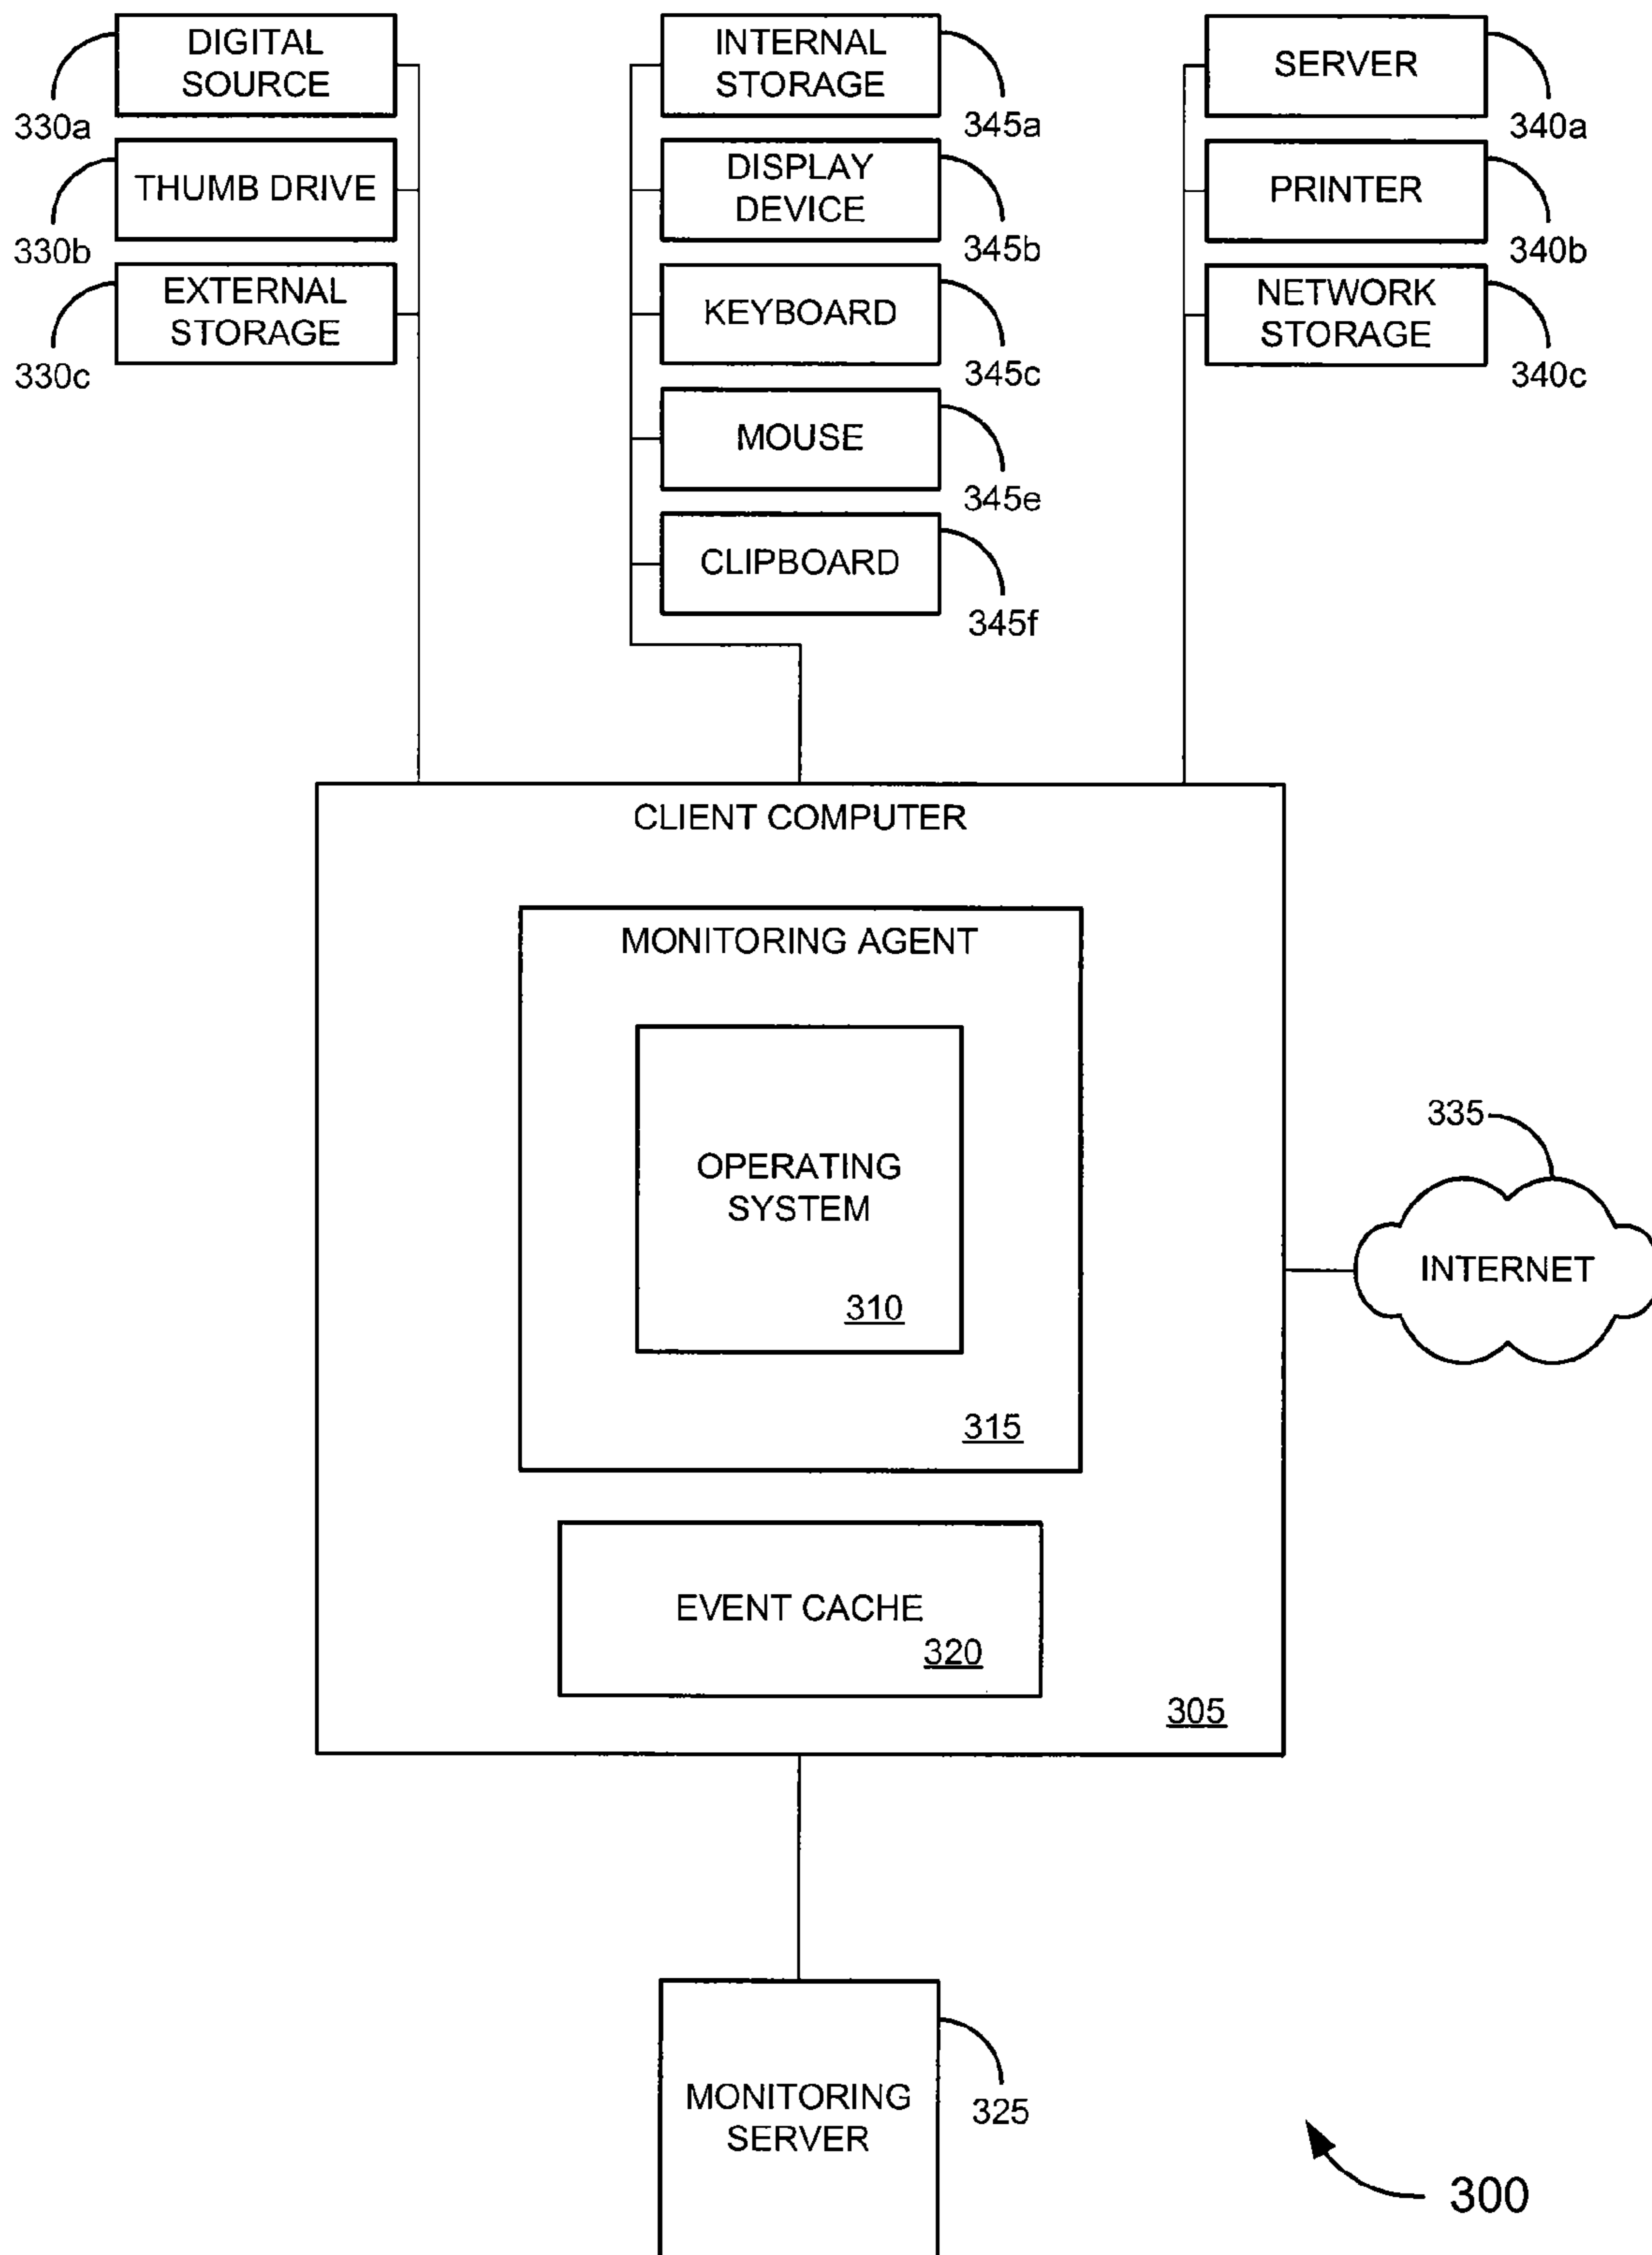 DIGITAL
SOURCE
330a
THUMB DRIVE
330b
EXTERNAL
STORAGE
330c
INTERNAL
STORAGE
345a
DISPLAY
DEVICE
345b
KEYBOARD
345c
MOUSE
345e
CLIPBOARD
345f
SERVER
340a
PRINTER
340b
NETWORK
STORAGE
340c
CLIENT COMPUTER
MONITORING AGENT
OPERATING
SYSTEM
310
315
EVENT CACHE
320
305
335
INTERNET
MONITORING
SERVER
325
300